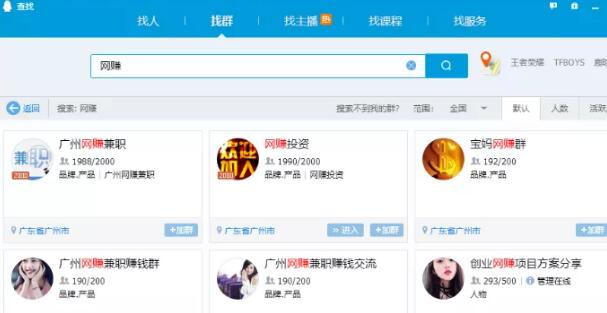 查找
找人 找群 找主播 热 找课程 找服务
网赚
王者荣耀 TFBOYS
返回 搜索: 网赚 搜索不到我的群? 范围: 全国 默认 人数 活跃
兼职
2000
广州网赚兼职
1988/2000
品牌.产品 | 广州网赚兼职
广东省广州市 +加群
欢迎加入
2000
网赚投资
1990/2000
品牌.产品 | 网赚投资
广东省广州市 进入 +加群
宝妈网赚群
192/200
品牌.产品
广东省广州市 +加群
广州网赚兼职赚钱群
190/200
品牌.产品
广州网赚兼职赚钱交流
190/200
品牌.产品
创业网赚项目方案分享
293/500 | 管理在线
人物